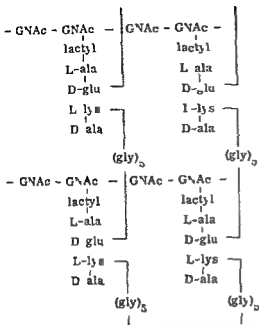 - GNAc - GNAc - GNAc - GNAc -
lactyl lactyl
L-ala L ala
D-glu D-glu
L lys l-lys
D ala D-ala
(gly)5 (gly)5
- GNAc - GNAc - GNAc - GNAc -
lactyl lactyl
L-ala L-ala
D glu D-glu
L-lys L-lys
D ala D-ala
(gly)5 (gly)5